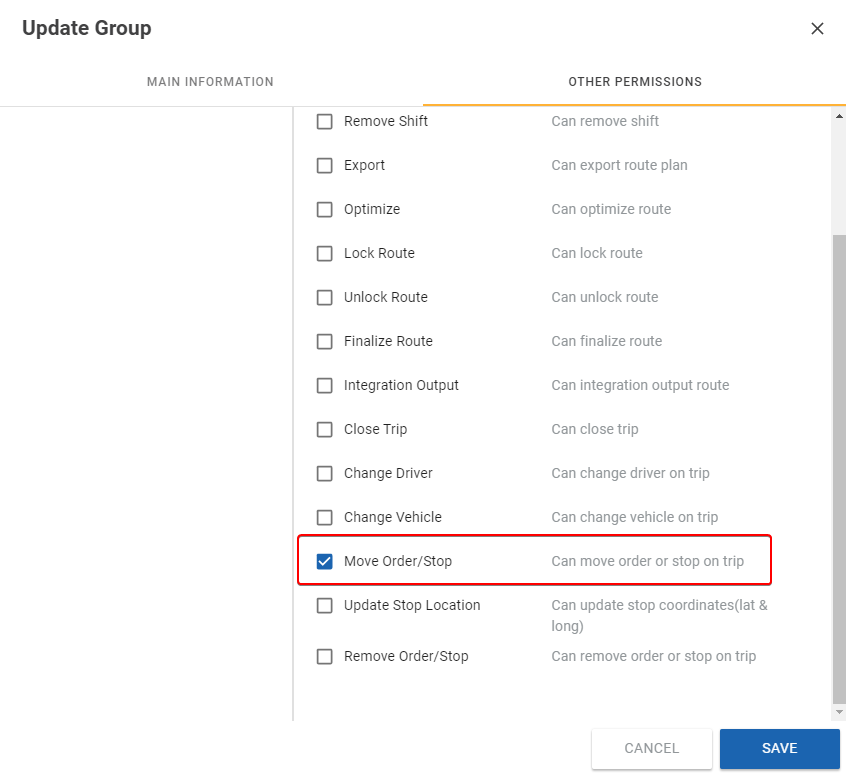 Update Group
MAIN INFORMATION
OTHER PERMISSIONS
Remove Shift
Can remove shift
Export
Can export route plan
Optimize
Can optimize route
Lock Route
Can lock route
Unlock Route
Can unlock route
Finalize Route
Can finalize route
Integration Output
Can integration output route
Close Trip
Can close trip
Change Driver
Can change driver on trip
Change Vehicle
Can change vehicle on trip
Move Order/Stop
Can move order or stop on trip
Update Stop Location
Can update stop coordinates(lat &
long)
Remove Order/Stop
Can remove order or stop on trip
CANCEL
SAVE